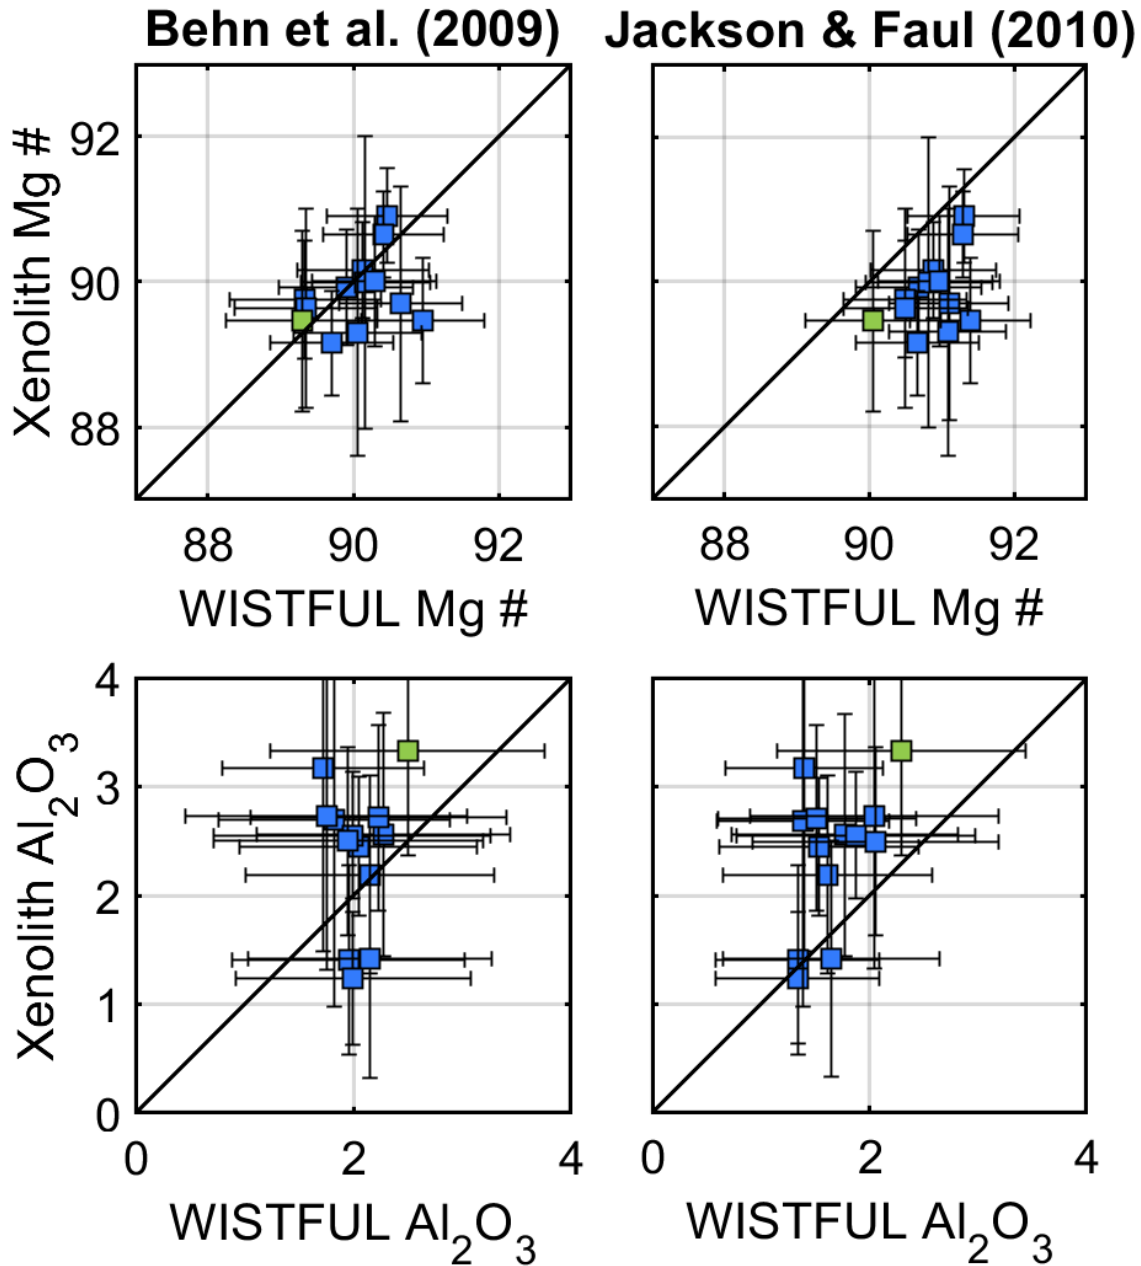 Behn et al. (2009) Jackson & Faul (2010)
Xenolith Mg #
92
90
88
88 90 92
88 90 92
WISTFUL Mg #
WISTFUL Mg #
Xenolith Al₂O₃
4
3
2
1
0
0 2 4
0 2 4
WISTFUL Al₂O₃
WISTFUL Al₂O₃